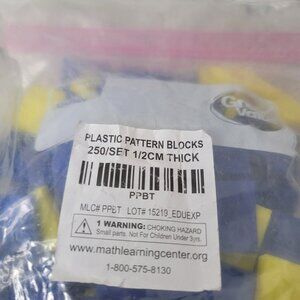 PLASTIC PATTERN BLOCKS
250/SET 1/2CM THICK
PPBT
MLC# PPBT LOT# 15219_EDUEXP
WARNING: CHOKING HAZARD
Small parts. Not For Children Under 3yrs.
www.mathlearningcenter.org
1-800-575-8130